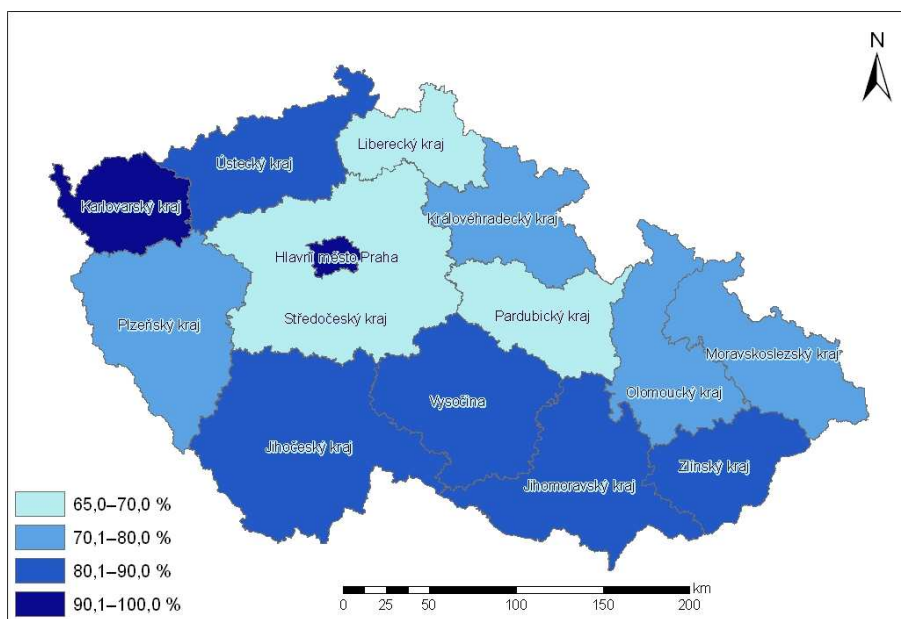 N
Liberecký kraj
Ústecký kraj
Karlovarský kraj
Královéhradecký kraj
Hlavní město Praha
Středočeský kraj
Pardubický kraj
Plzeňský kraj
Moravskoslezský kraj
Olomoucký kraj
Vysočina
Jihočeský kraj
Zlínský kraj
Jihomoravský kraj
65,0–70,0 %
70,1–80,0 %
80,1–90,0 %
90,1–100,0 %
km
0 25 50 100 150 200